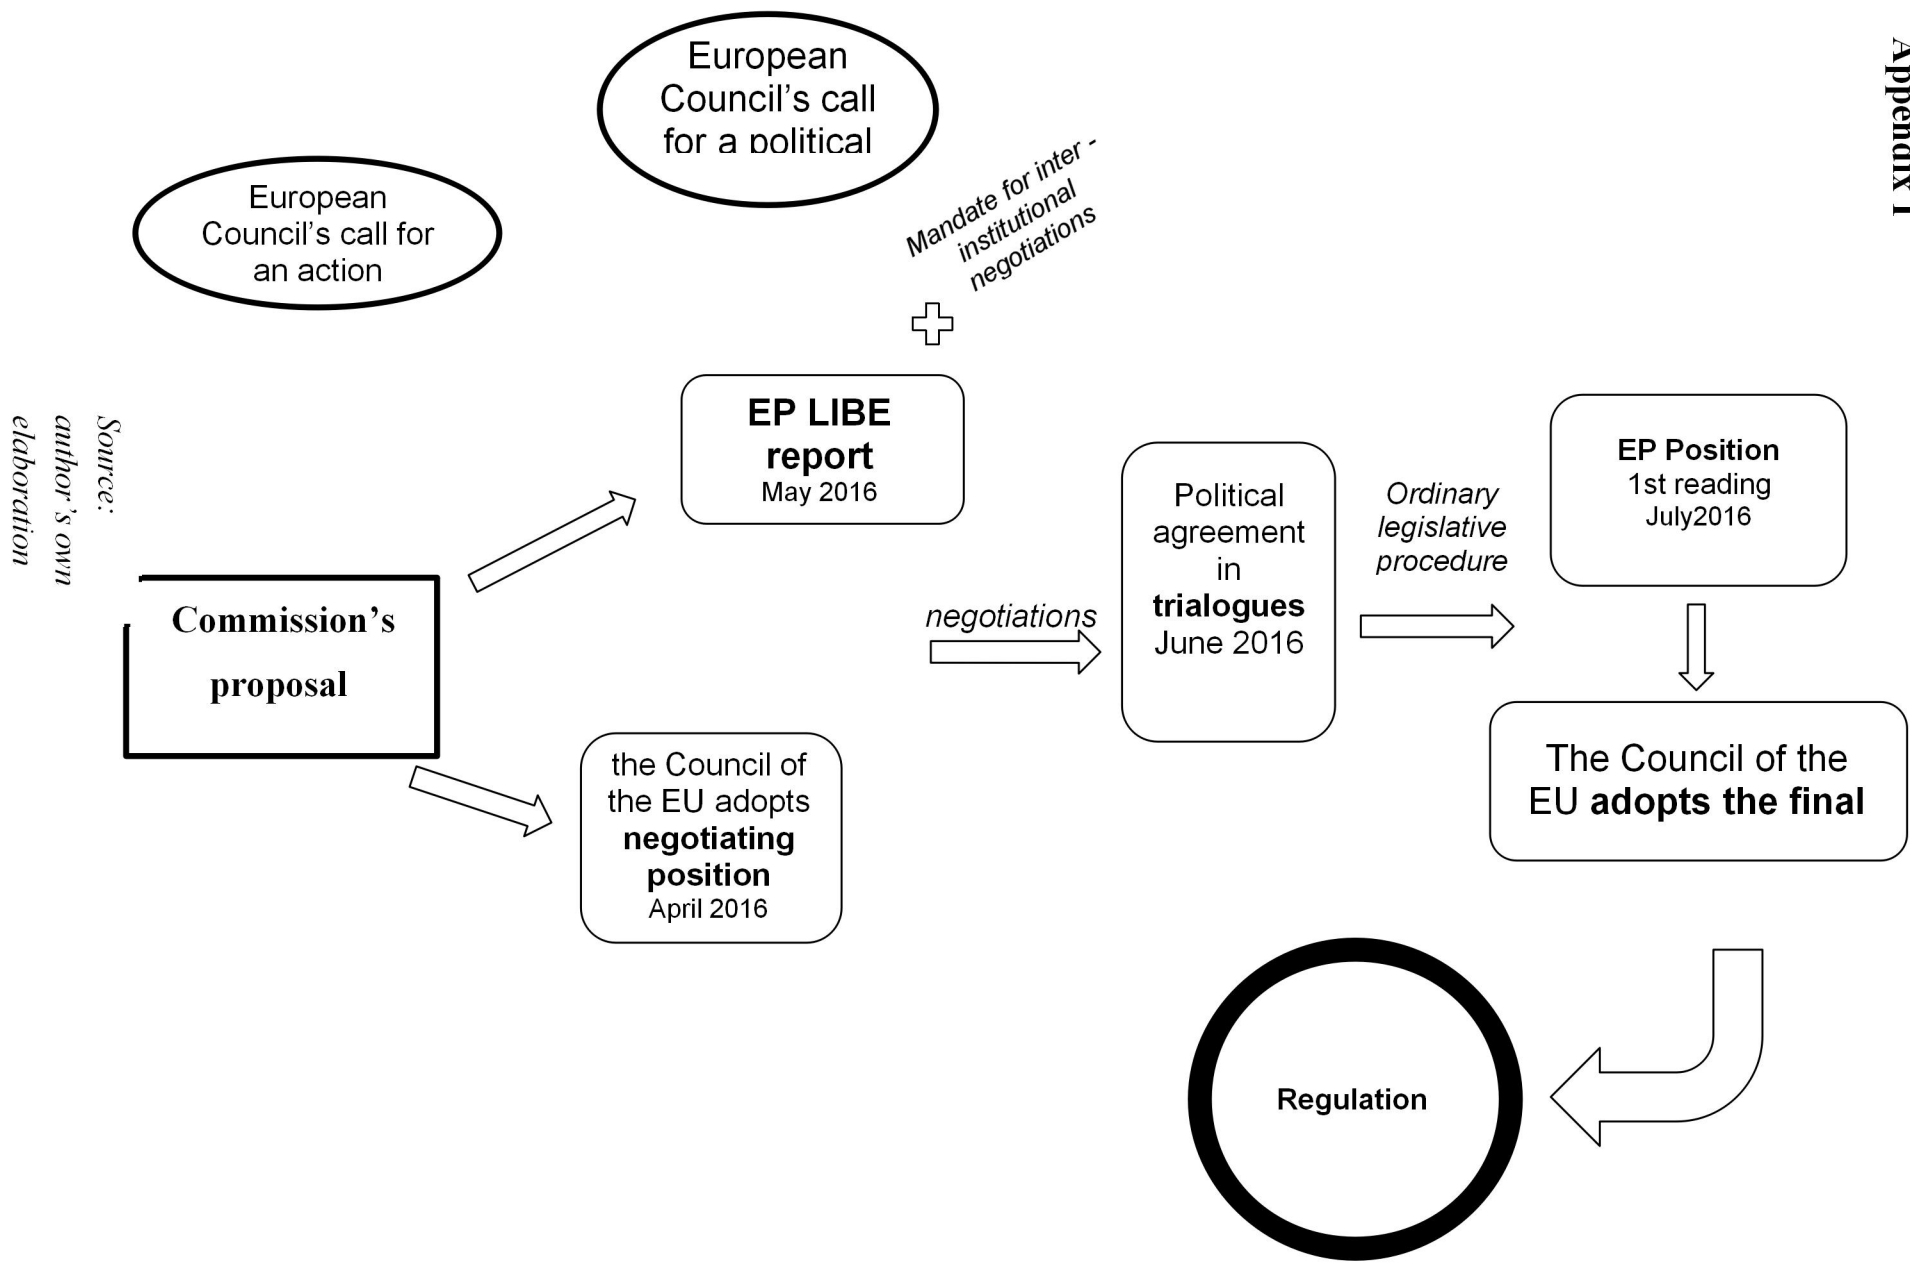 Appendix I
European
Council's call
for a political
European
Council's call for
an action
Mandate for inter -
institutional
negotiations
Source:
author's own
elaboration
EP LIBE
report
May 2016
Commission's
proposal
the Council of
the EU adopts
negotiating
position
April 2016
negotiations
Political
agreement
in
trialogues
June 2016
Ordinary
legislative
procedure
EP Position
1st reading
July2016
The Council of the
EU adopts the final
Regulation